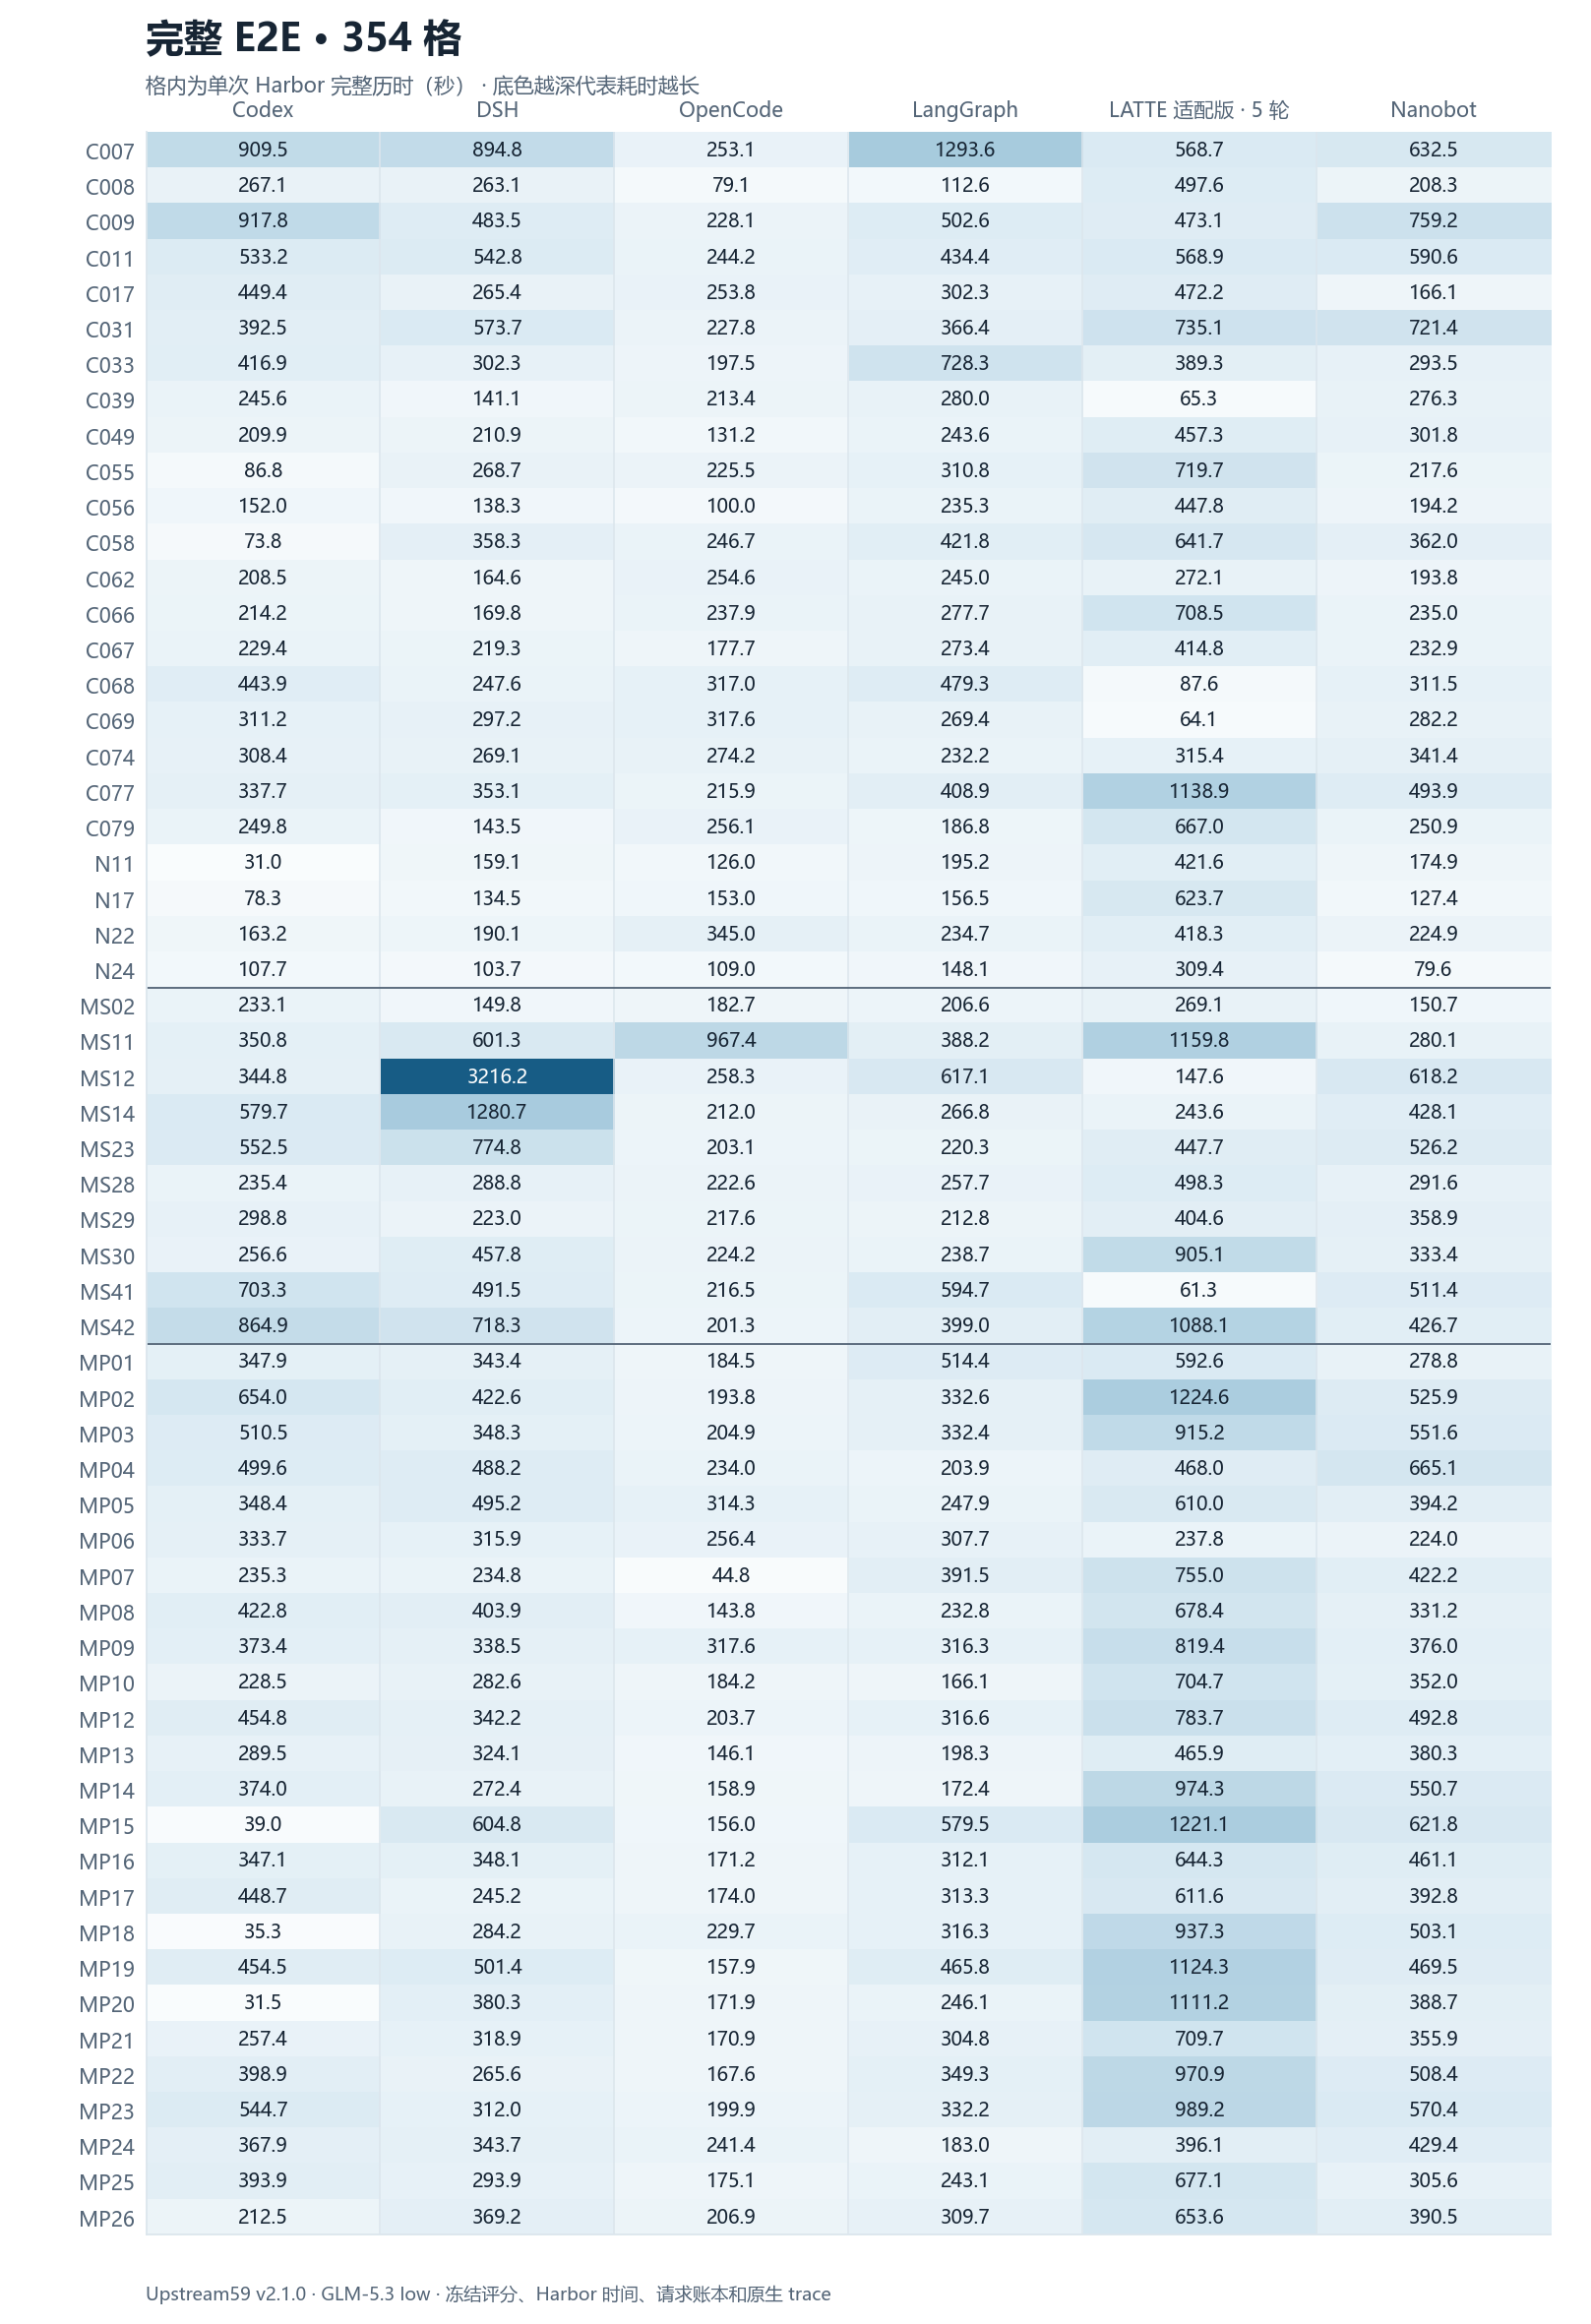 完整 E2E • 354 格
格内为单次 Harbor 完整历时（秒） · 底色越深代表耗时越长
Codex DSH OpenCode LangGraph LATTE 适配版 · 5 轮 Nanobot
C007 909.5 894.8 253.1 1293.6 568.7 632.5
C008 267.1 263.1 79.1 112.6 497.6 208.3
C009 917.8 483.5 228.1 502.6 473.1 759.2
C011 533.2 542.8 244.2 434.4 568.9 590.6
C017 449.4 265.4 253.8 302.3 472.2 166.1
C031 392.5 573.7 227.8 366.4 735.1 721.4
C033 416.9 302.3 197.5 728.3 389.3 293.5
C039 245.6 141.1 213.4 280.0 65.3 276.3
C049 209.9 210.9 131.2 243.6 457.3 301.8
C055 86.8 268.7 225.5 310.8 719.7 217.6
C056 152.0 138.3 100.0 235.3 447.8 194.2
C058 73.8 358.3 246.7 421.8 641.7 362.0
C062 208.5 164.6 254.6 245.0 272.1 193.8
C066 214.2 169.8 237.9 277.7 708.5 235.0
C067 229.4 219.3 177.7 273.4 414.8 232.9
C068 443.9 247.6 317.0 479.3 87.6 311.5
C069 311.2 297.2 317.6 269.4 64.1 282.2
C074 308.4 269.1 274.2 232.2 315.4 341.4
C077 337.7 353.1 215.9 408.9 1138.9 493.9
C079 249.8 143.5 256.1 186.8 667.0 250.9
N11 31.0 159.1 126.0 195.2 421.6 174.9
N17 78.3 134.5 153.0 156.5 623.7 127.4
N22 163.2 190.1 345.0 234.7 418.3 224.9
N24 107.7 103.7 109.0 148.1 309.4 79.6
MS02 233.1 149.8 182.7 206.6 269.1 150.7
MS11 350.8 601.3 967.4 388.2 1159.8 280.1
MS12 344.8 3216.2 258.3 617.1 147.6 618.2
MS14 579.7 1280.7 212.0 266.8 243.6 428.1
MS23 552.5 774.8 203.1 220.3 447.7 526.2
MS28 235.4 288.8 222.6 257.7 498.3 291.6
MS29 298.8 223.0 217.6 212.8 404.6 358.9
MS30 256.6 457.8 224.2 238.7 905.1 333.4
MS41 703.3 491.5 216.5 594.7 61.3 511.4
MS42 864.9 718.3 201.3 399.0 1088.1 426.7
MP01 347.9 343.4 184.5 514.4 592.6 278.8
MP02 654.0 422.6 193.8 332.6 1224.6 525.9
MP03 510.5 348.3 204.9 332.4 915.2 551.6
MP04 499.6 488.2 234.0 203.9 468.0 665.1
MP05 348.4 495.2 314.3 247.9 610.0 394.2
MP06 333.7 315.9 256.4 307.7 237.8 224.0
MP07 235.3 234.8 44.8 391.5 755.0 422.2
MP08 422.8 403.9 143.8 232.8 678.4 331.2
MP09 373.4 338.5 317.6 316.3 819.4 376.0
MP10 228.5 282.6 184.2 166.1 704.7 352.0
MP12 454.8 342.2 203.7 316.6 783.7 492.8
MP13 289.5 324.1 146.1 198.3 465.9 380.3
MP14 374.0 272.4 158.9 172.4 974.3 550.7
MP15 39.0 604.8 156.0 579.5 1221.1 621.8
MP16 347.1 348.1 171.2 312.1 644.3 461.1
MP17 448.7 245.2 174.0 313.3 611.6 392.8
MP18 35.3 284.2 229.7 316.3 937.3 503.1
MP19 454.5 501.4 157.9 465.8 1124.3 469.5
MP20 31.5 380.3 171.9 246.1 1111.2 388.7
MP21 257.4 318.9 170.9 304.8 709.7 355.9
MP22 398.9 265.6 167.6 349.3 970.9 508.4
MP23 544.7 312.0 199.9 332.2 989.2 570.4
MP24 367.9 343.7 241.4 183.0 396.1 429.4
MP25 393.9 293.9 175.1 243.1 677.1 305.6
MP26 212.5 369.2 206.9 309.7 653.6 390.5
Upstream59 v2.1.0 · GLM-5.3 low · 冻结评分、Harbor 时间、请求账本和原生 trace